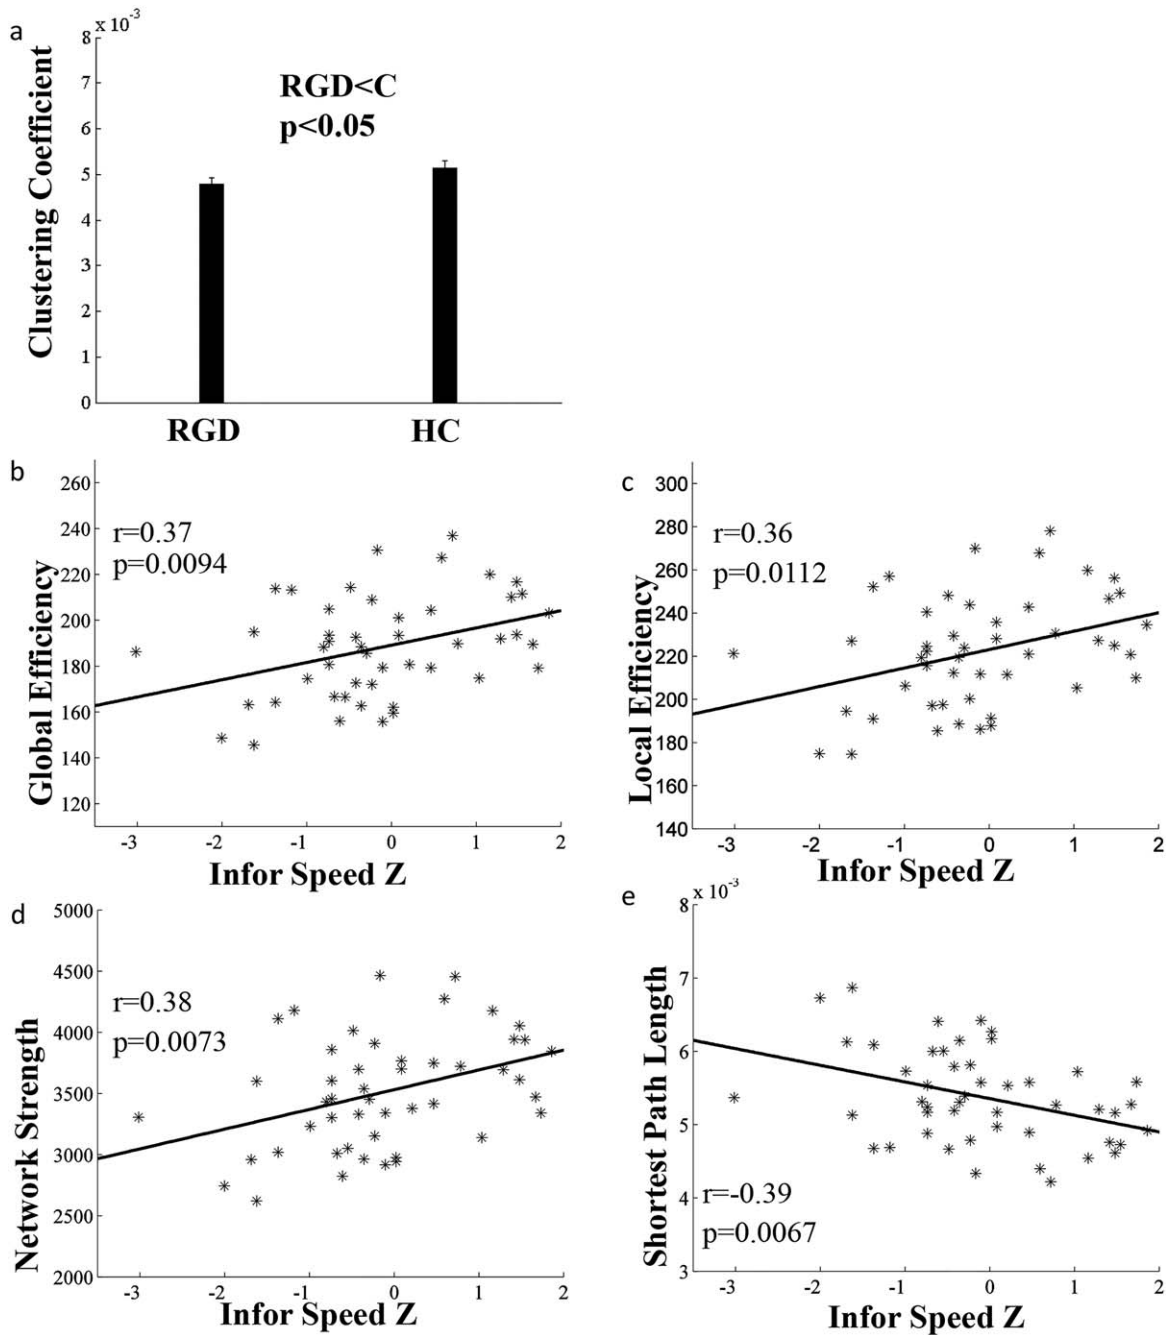 a
x 10-3
8
7
6
5
4
3
2
1
0
Clustering Coefficient
RGD<C
p<0.05
RGD HC
b
260
240
220
200
180
160
140
120
Global Efficiency
r=0.37
p=0.0094
-3 -2 -1 0 1 2
Infor Speed Z
c
300
280
260
240
220
200
180
160
140
Local Efficiency
r=0.36
p=0.0112
-3 -2 -1 0 1 2
Infor Speed Z
d
5000
4500
4000
3500
3000
2500
2000
Network Strength
r=0.38
p=0.0073
-3 -2 -1 0 1 2
Infor Speed Z
e
x 10-3
8
7
6
5
4
3
Shortest Path Length
r=-0.39
p=0.0067
-3 -2 -1 0 1 2
Infor Speed Z